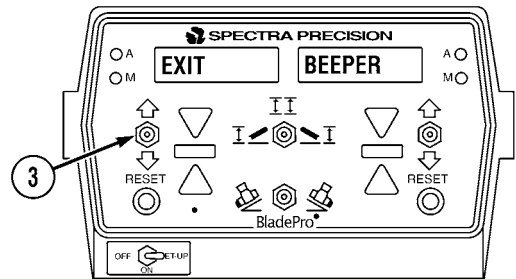 SPECTRA PRECISION
A A
EXIT BEEPER
M M
3
RESET RESET
BladePro
OFF SET-UP
ON